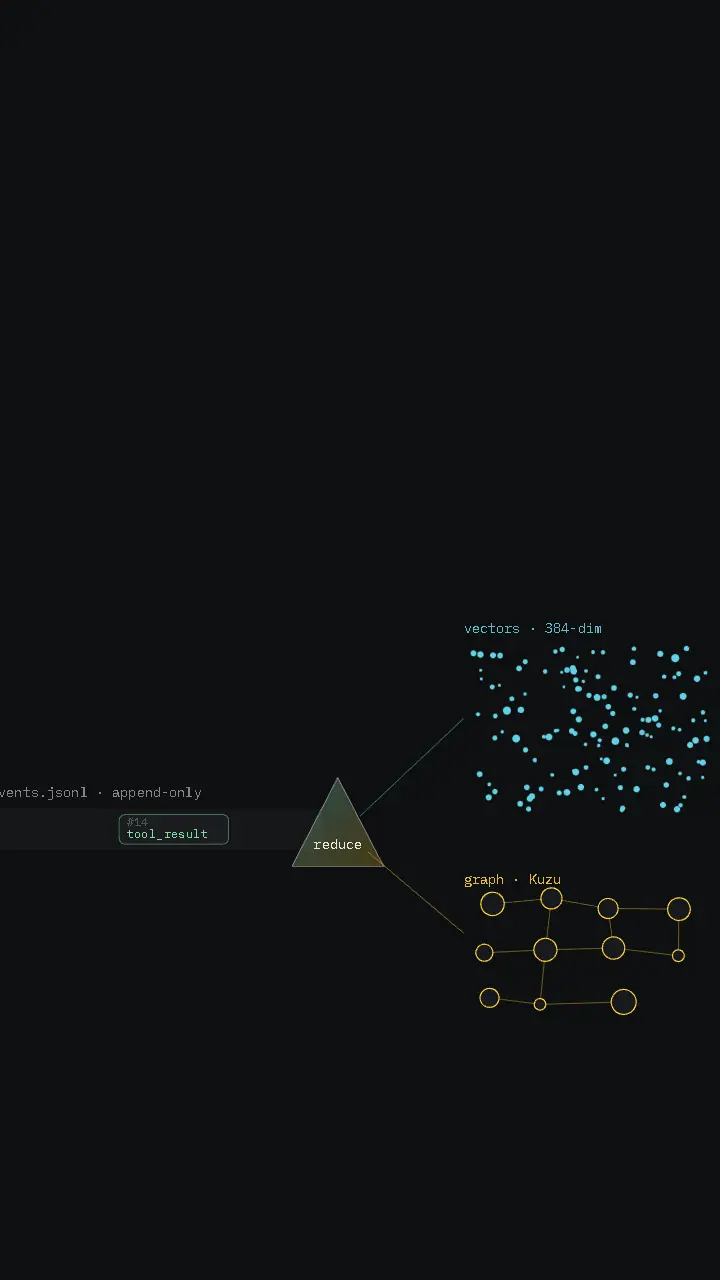 vectors · 384-dim
vents.jsonl · append-only
#14
tool_result
reduce
graph · Kuzu